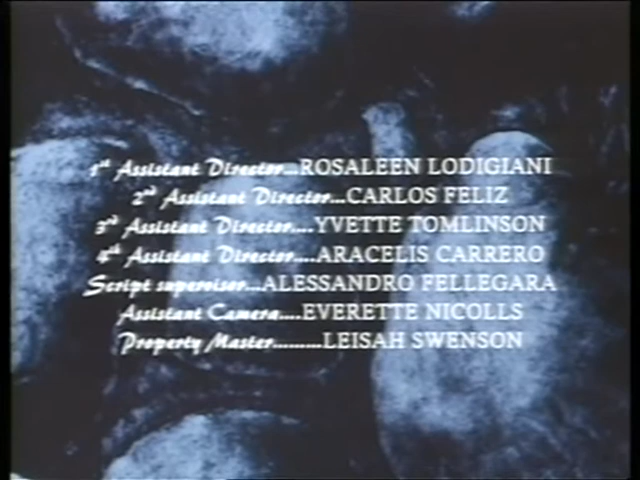 1st Assistant Director...ROSALEEN LODIGIANI
2nd Assistant Director...CARLOS FELIZ
3rd Assistant Director....YVETTE TOMLINSON
4th Assistant Director....ARACELIS CARRERO
Script supervisor...ALESSANDRO FELLEGARA
Assistant Camera....EVERETTE NICOLLS
Property Master.........LEISAH SWENSON